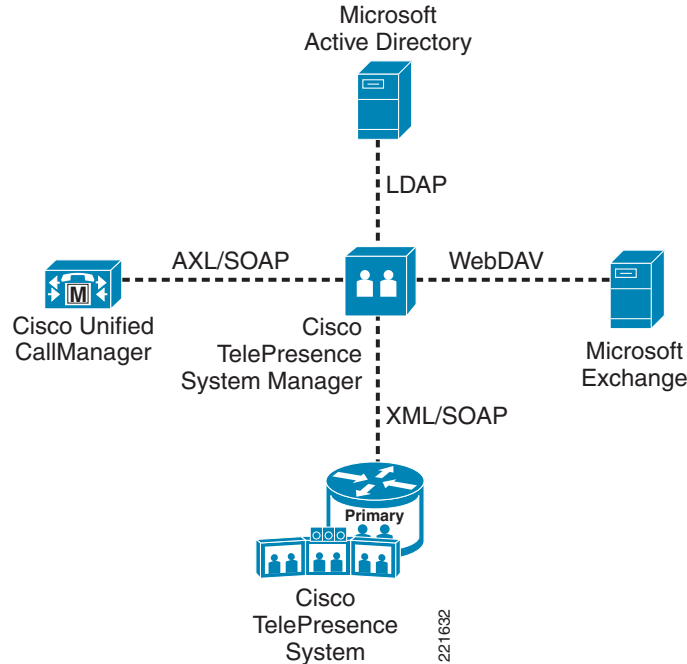 Microsoft
Active Directory
LDAP
AXL/SOAP
WebDAV
M
Cisco Unified
CallManager
Cisco
TelePresence
System Manager
Microsoft
Exchange
XML/SOAP
Primary
Cisco
TelePresence
System
221632